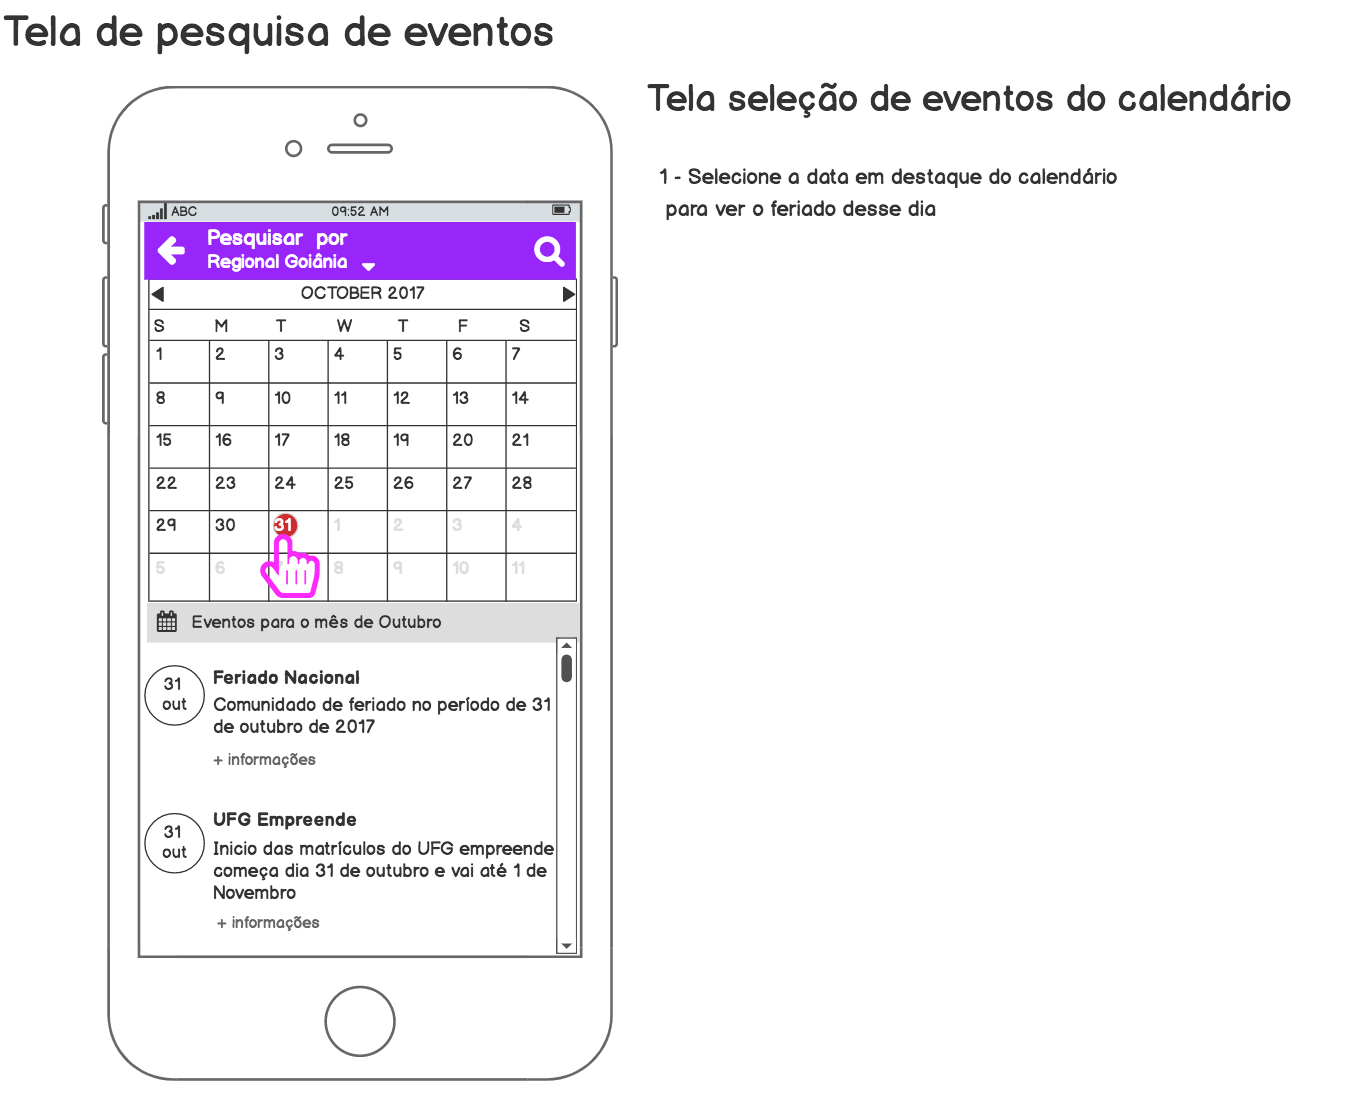 Tela de pesquisa de eventos
Tela seleção de eventos do calendário
1 - Selecione a data em destaque do calendário
para ver o feriado desse dia
ABC 09:52 AM
Pesquisar por
Regional Goiânia
OCTOBER 2017
S M T W T F S
1 2 3 4 5 6 7
8 9 10 11 12 13 14
15 16 17 18 19 20 21
22 23 24 25 26 27 28
29 30 31 1 2 3 4
5 6 8 9 10 11
Eventos para o mês de Outubro
31
out
Feriado Nacional
Comunidado de feriado no período de 31
de outubro de 2017
+ informações
31
out
UFG Empreende
Inicio das matrículos do UFG empreende
começa dia 31 de outubro e vai até 1 de
Novembro
+ informações